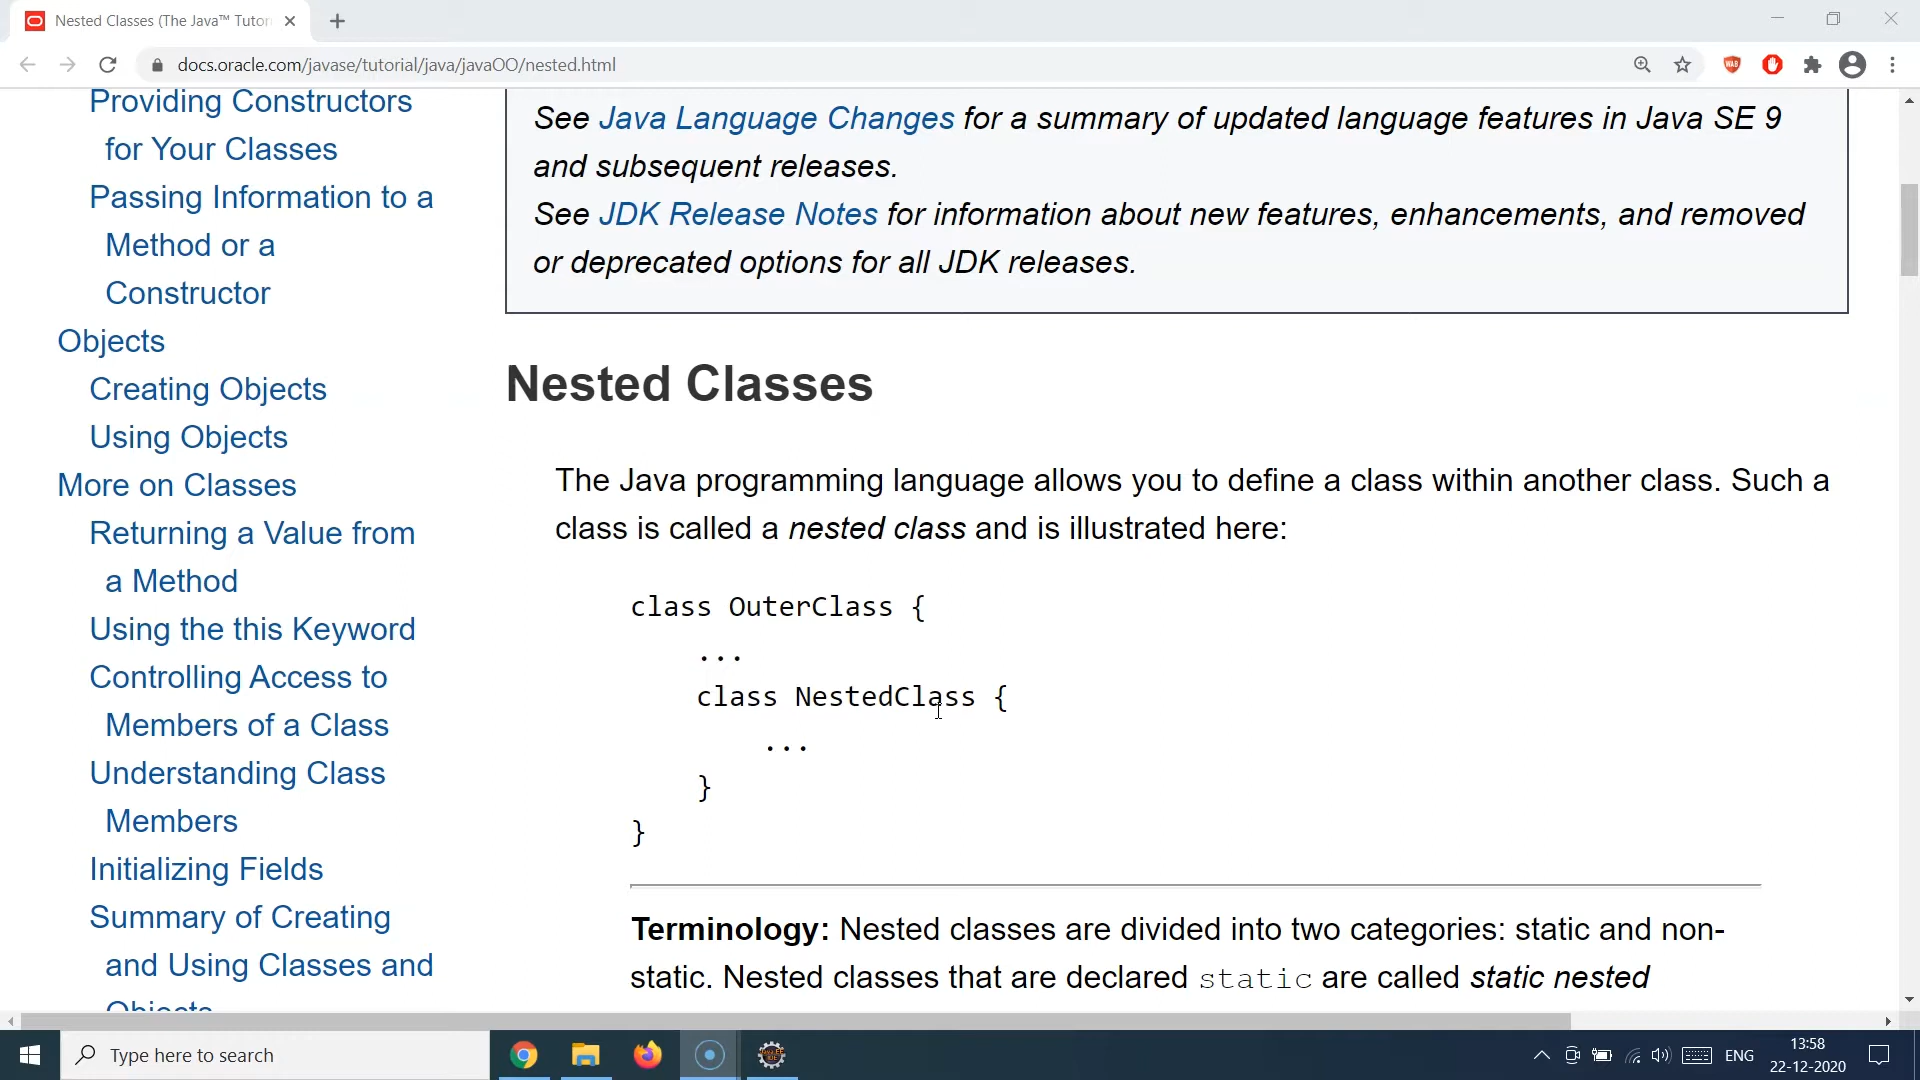 Nested Classes (The Java™ Tutor
docs.oracle.com/javase/tutorial/java/javaOO/nested.html
Providing Constructors
for Your Classes
Passing Information to a
Method or a
Constructor
Objects
Creating Objects
Using Objects
More on Classes
Returning a Value from
a Method
Using the this Keyword
Controlling Access to
Members of a Class
Understanding Class
Members
Initializing Fields
Summary of Creating
and Using Classes and
Objects
See Java Language Changes for a summary of updated language features in Java SE 9
and subsequent releases.
See JDK Release Notes for information about new features, enhancements, and removed
or deprecated options for all JDK releases.
Nested Classes
The Java programming language allows you to define a class within another class. Such a
class is called a nested class and is illustrated here:
class OuterClass {
...
class NestedClass {
...
}
}
Terminology: Nested classes are divided into two categories: static and non-
static. Nested classes that are declared static are called static nested
Type here to search
ENG
13:58
22-12-2020